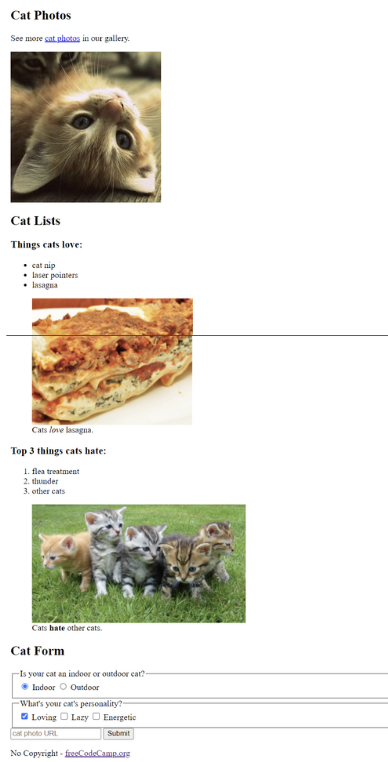 Cat Photos
See more cat photos in our gallery.
Cat Lists
Things cats love:
cat nip
laser pointers
lasagna
Cats love lasagna.
Top 3 things cats hate:
1. flea treatment
2. thunder
3. other cats
Cats hate other cats.
Cat Form
Is your cat an indoor or outdoor cat?
Indoor Outdoor
What's your cat's personality?
Loving Lazy Energetic
cat photo URL Submit
No Copyright - freeCodeCamp.org